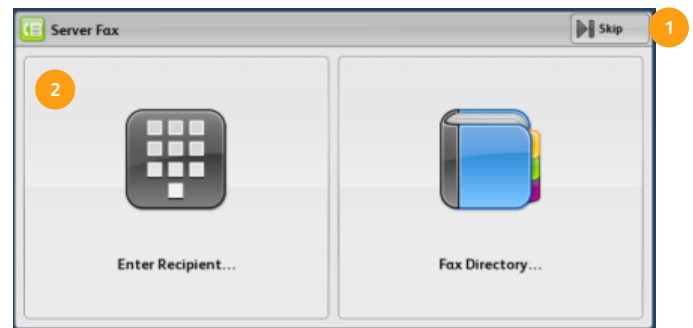 Server Fax
Skip
1
2
Enter Recipient...
Fax Directory...